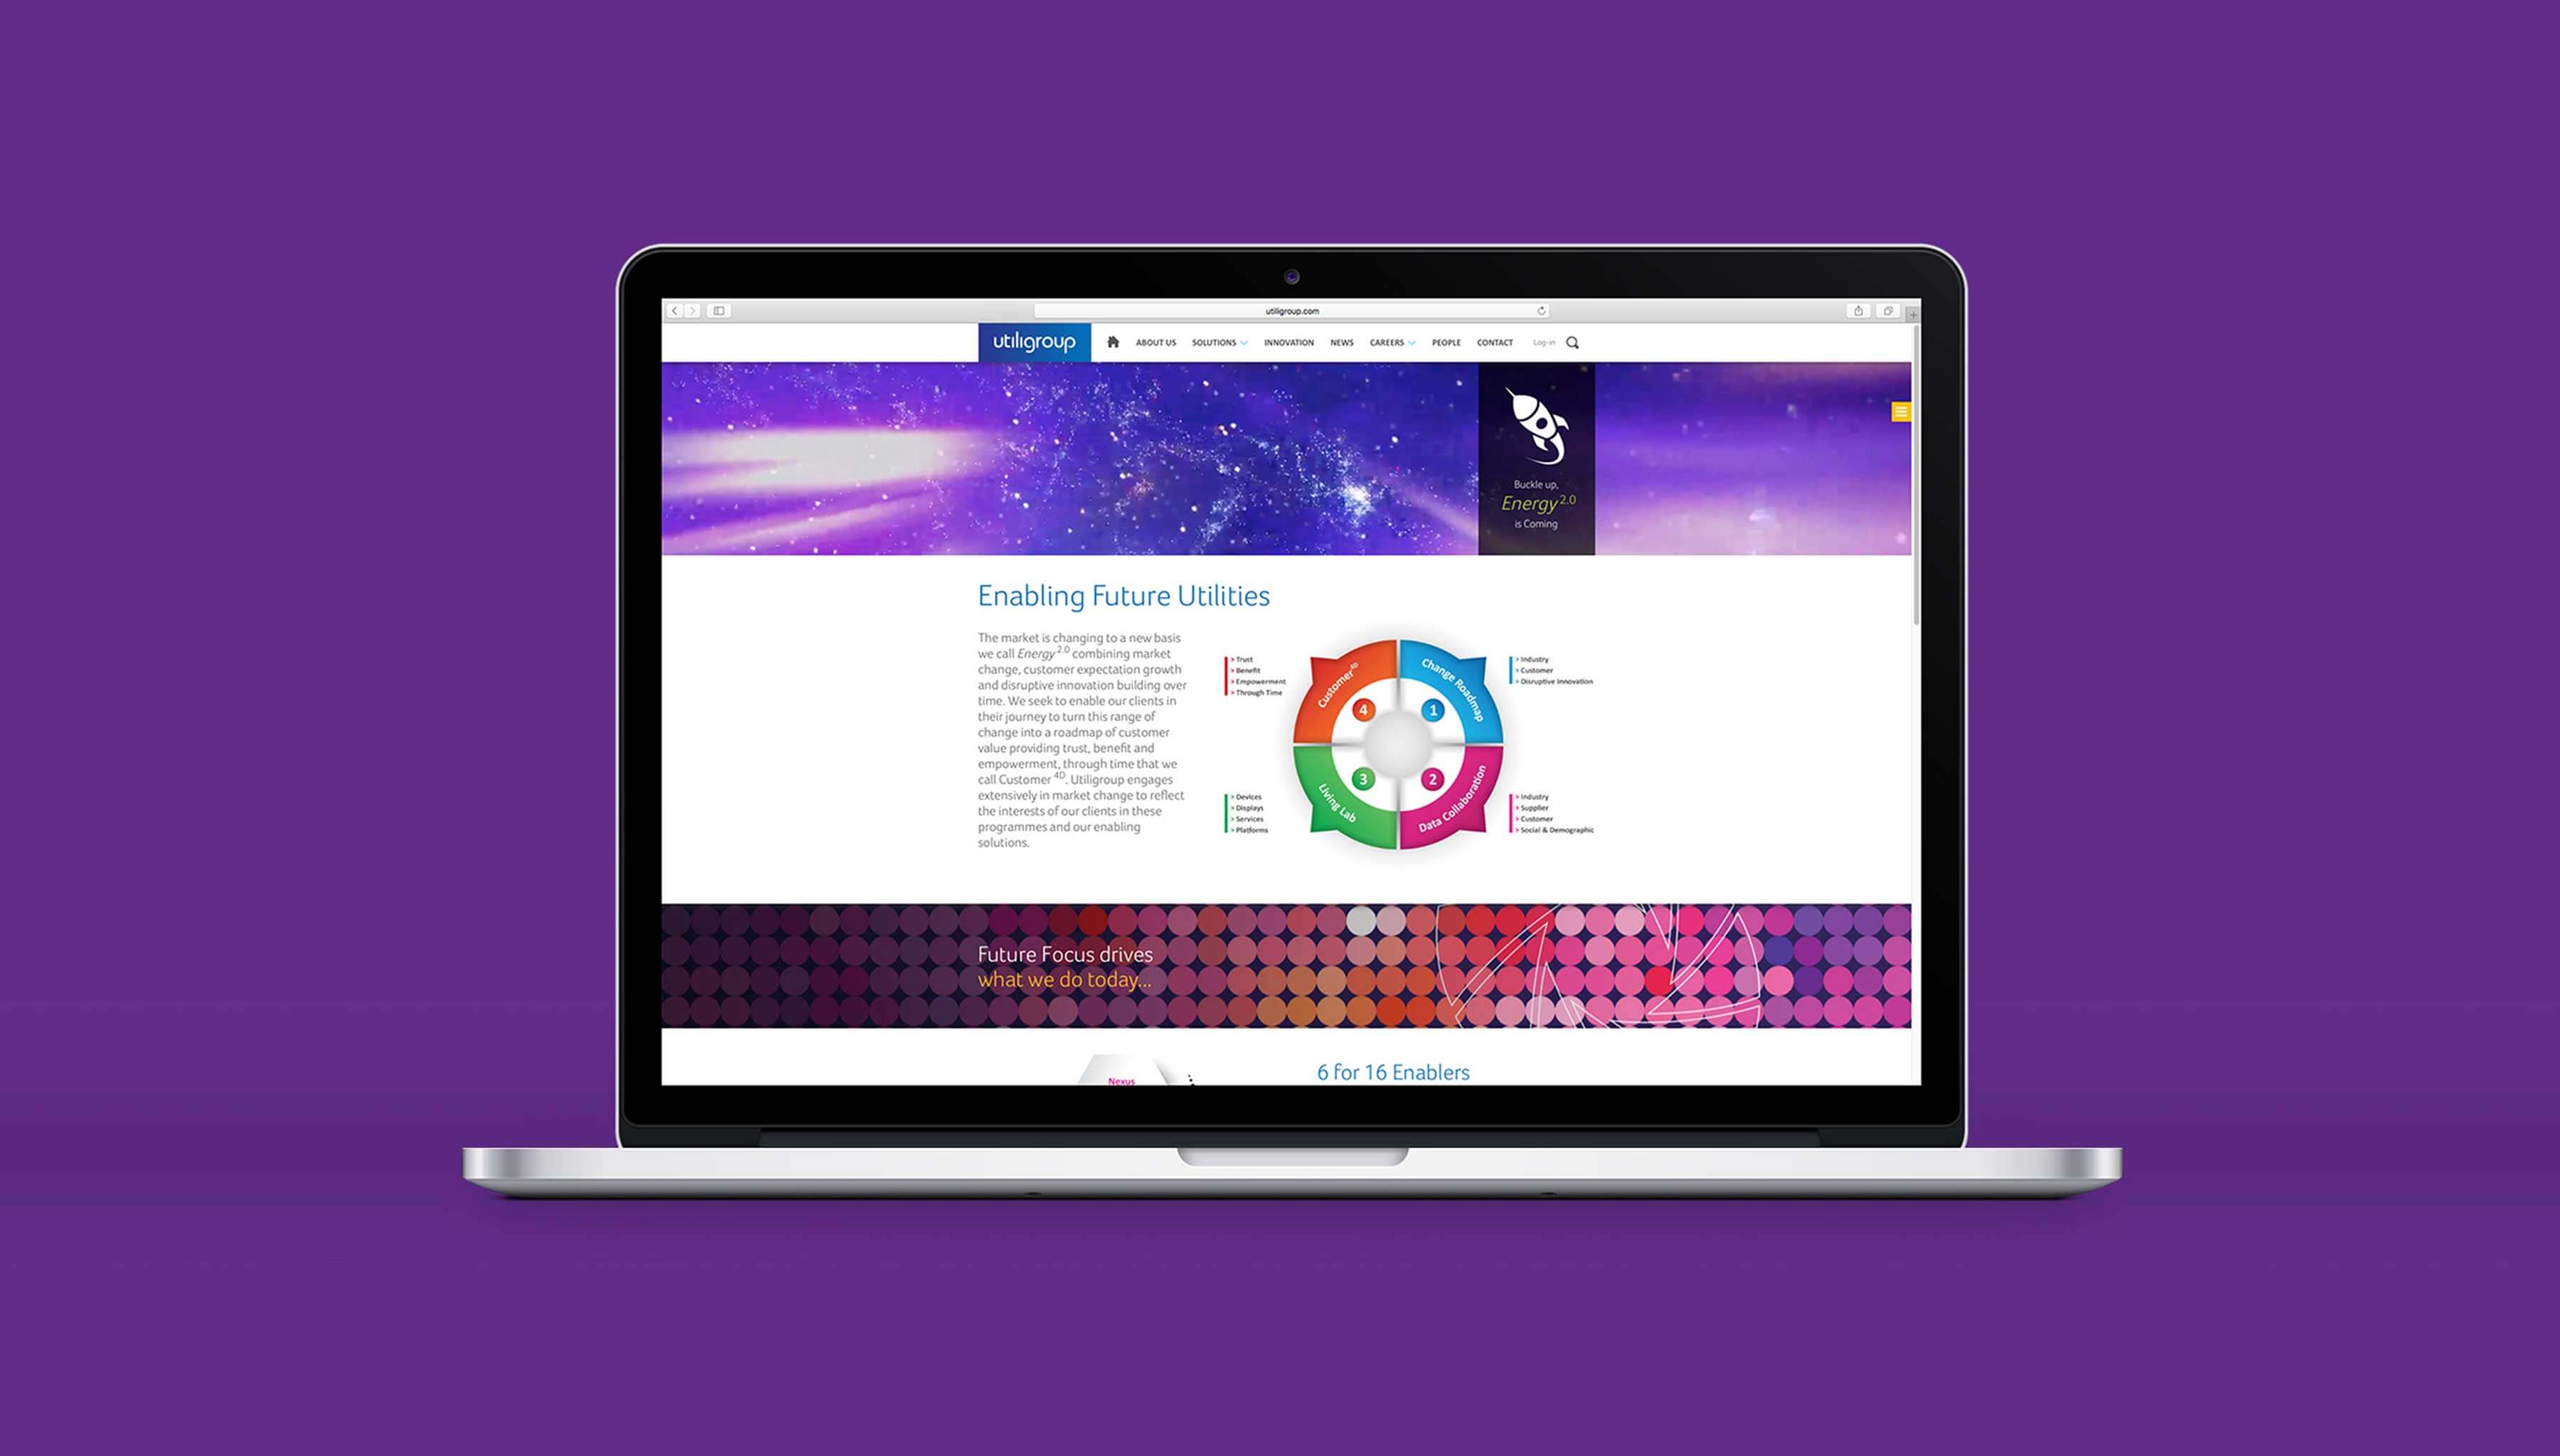 utiligroup.com
utiligroup
ABOUT US SOLUTIONS INNOVATION NEWS CAREERS PEOPLE CONTACT Log-in
Buckle up,
Energy 2.0
is Coming
Enabling Future Utilities
The market is changing to a new basis
we call Energy 2.0 combining market
change, customer expectation growth
and disruptive innovation building over
time. We seek to enable our clients in
their journey to turn this range of
change into a roadmap of customer
value providing trust, benefit and
empowerment, through time that we
call Customer 4D. Utiligroup engages
extensively in market change to reflect
the interests of our clients in these
programmes and our enabling
solutions.
> Trust
> Benefit
> Empowerment
> Through Time
Customer 4D
4
Change Roadmap
1
> Industry
> Customer
> Disruptive Innovation
> Devices
> Displays
> Services
> Platforms
Living Lab
3
Data Collaboration
2
> Industry
> Supplier
> Customer
> Social & Demographic
Future Focus drives
what we do today...
Nexus
6 for 16 Enablers